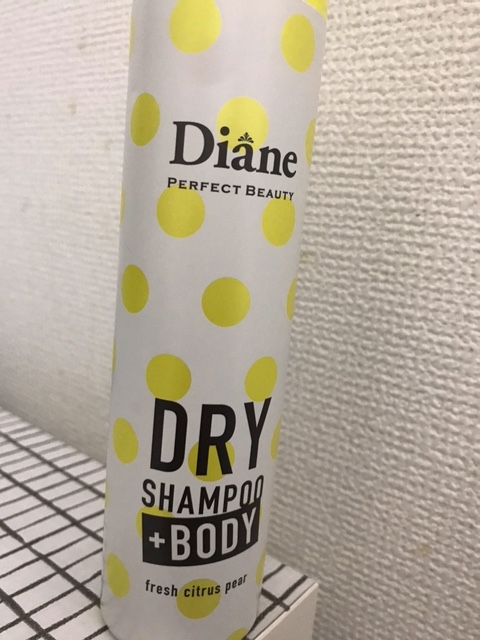 Diane
PERFECT BEAUTY
DRY
SHAMPOO
+BODY
fresh citrus pear